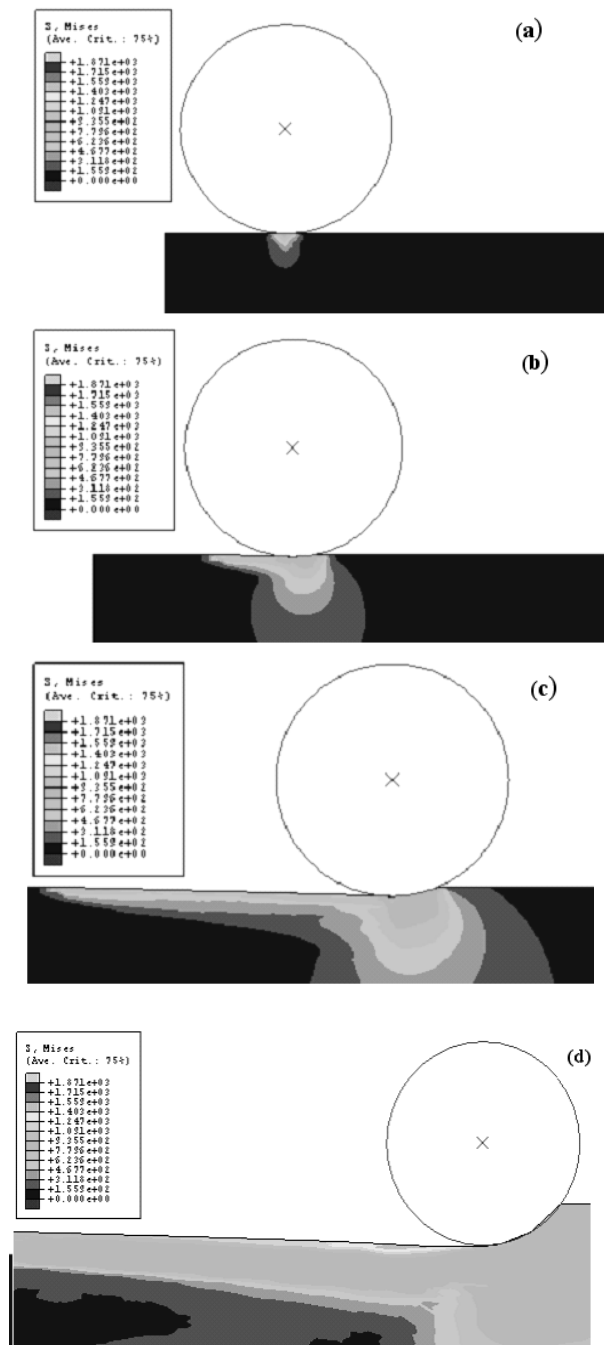 (a)
S, Mises
(Ave. Crit.: 75%)
+1.871e+03
+1.715e+03
+1.559e+03
+1.403e+03
+1.247e+03
+1.091e+03
+9.355e+02
+7.796e+02
+6.236e+02
+4.677e+02
+3.118e+02
+1.559e+02
+0.000e+00
(b)
S, Mises
(Ave. Crit.: 75%)
+1.871e+03
+1.715e+03
+1.559e+03
+1.403e+03
+1.247e+03
+1.091e+03
+9.355e+02
+7.796e+02
+6.236e+02
+4.677e+02
+3.118e+02
+1.559e+02
+0.000e+00
(c)
S, Mises
(Ave. Crit.: 75%)
+1.871e+03
+1.715e+03
+1.559e+03
+1.403e+03
+1.247e+03
+1.091e+03
+9.355e+02
+7.796e+02
+6.236e+02
+4.677e+02
+3.118e+02
+1.559e+02
+0.000e+00
(d)
S, Mises
(Ave. Crit.: 75%)
+1.871e+03
+1.715e+03
+1.559e+03
+1.403e+03
+1.247e+03
+1.091e+03
+9.355e+02
+7.796e+02
+6.236e+02
+4.677e+02
+3.118e+02
+1.559e+02
+0.000e+00